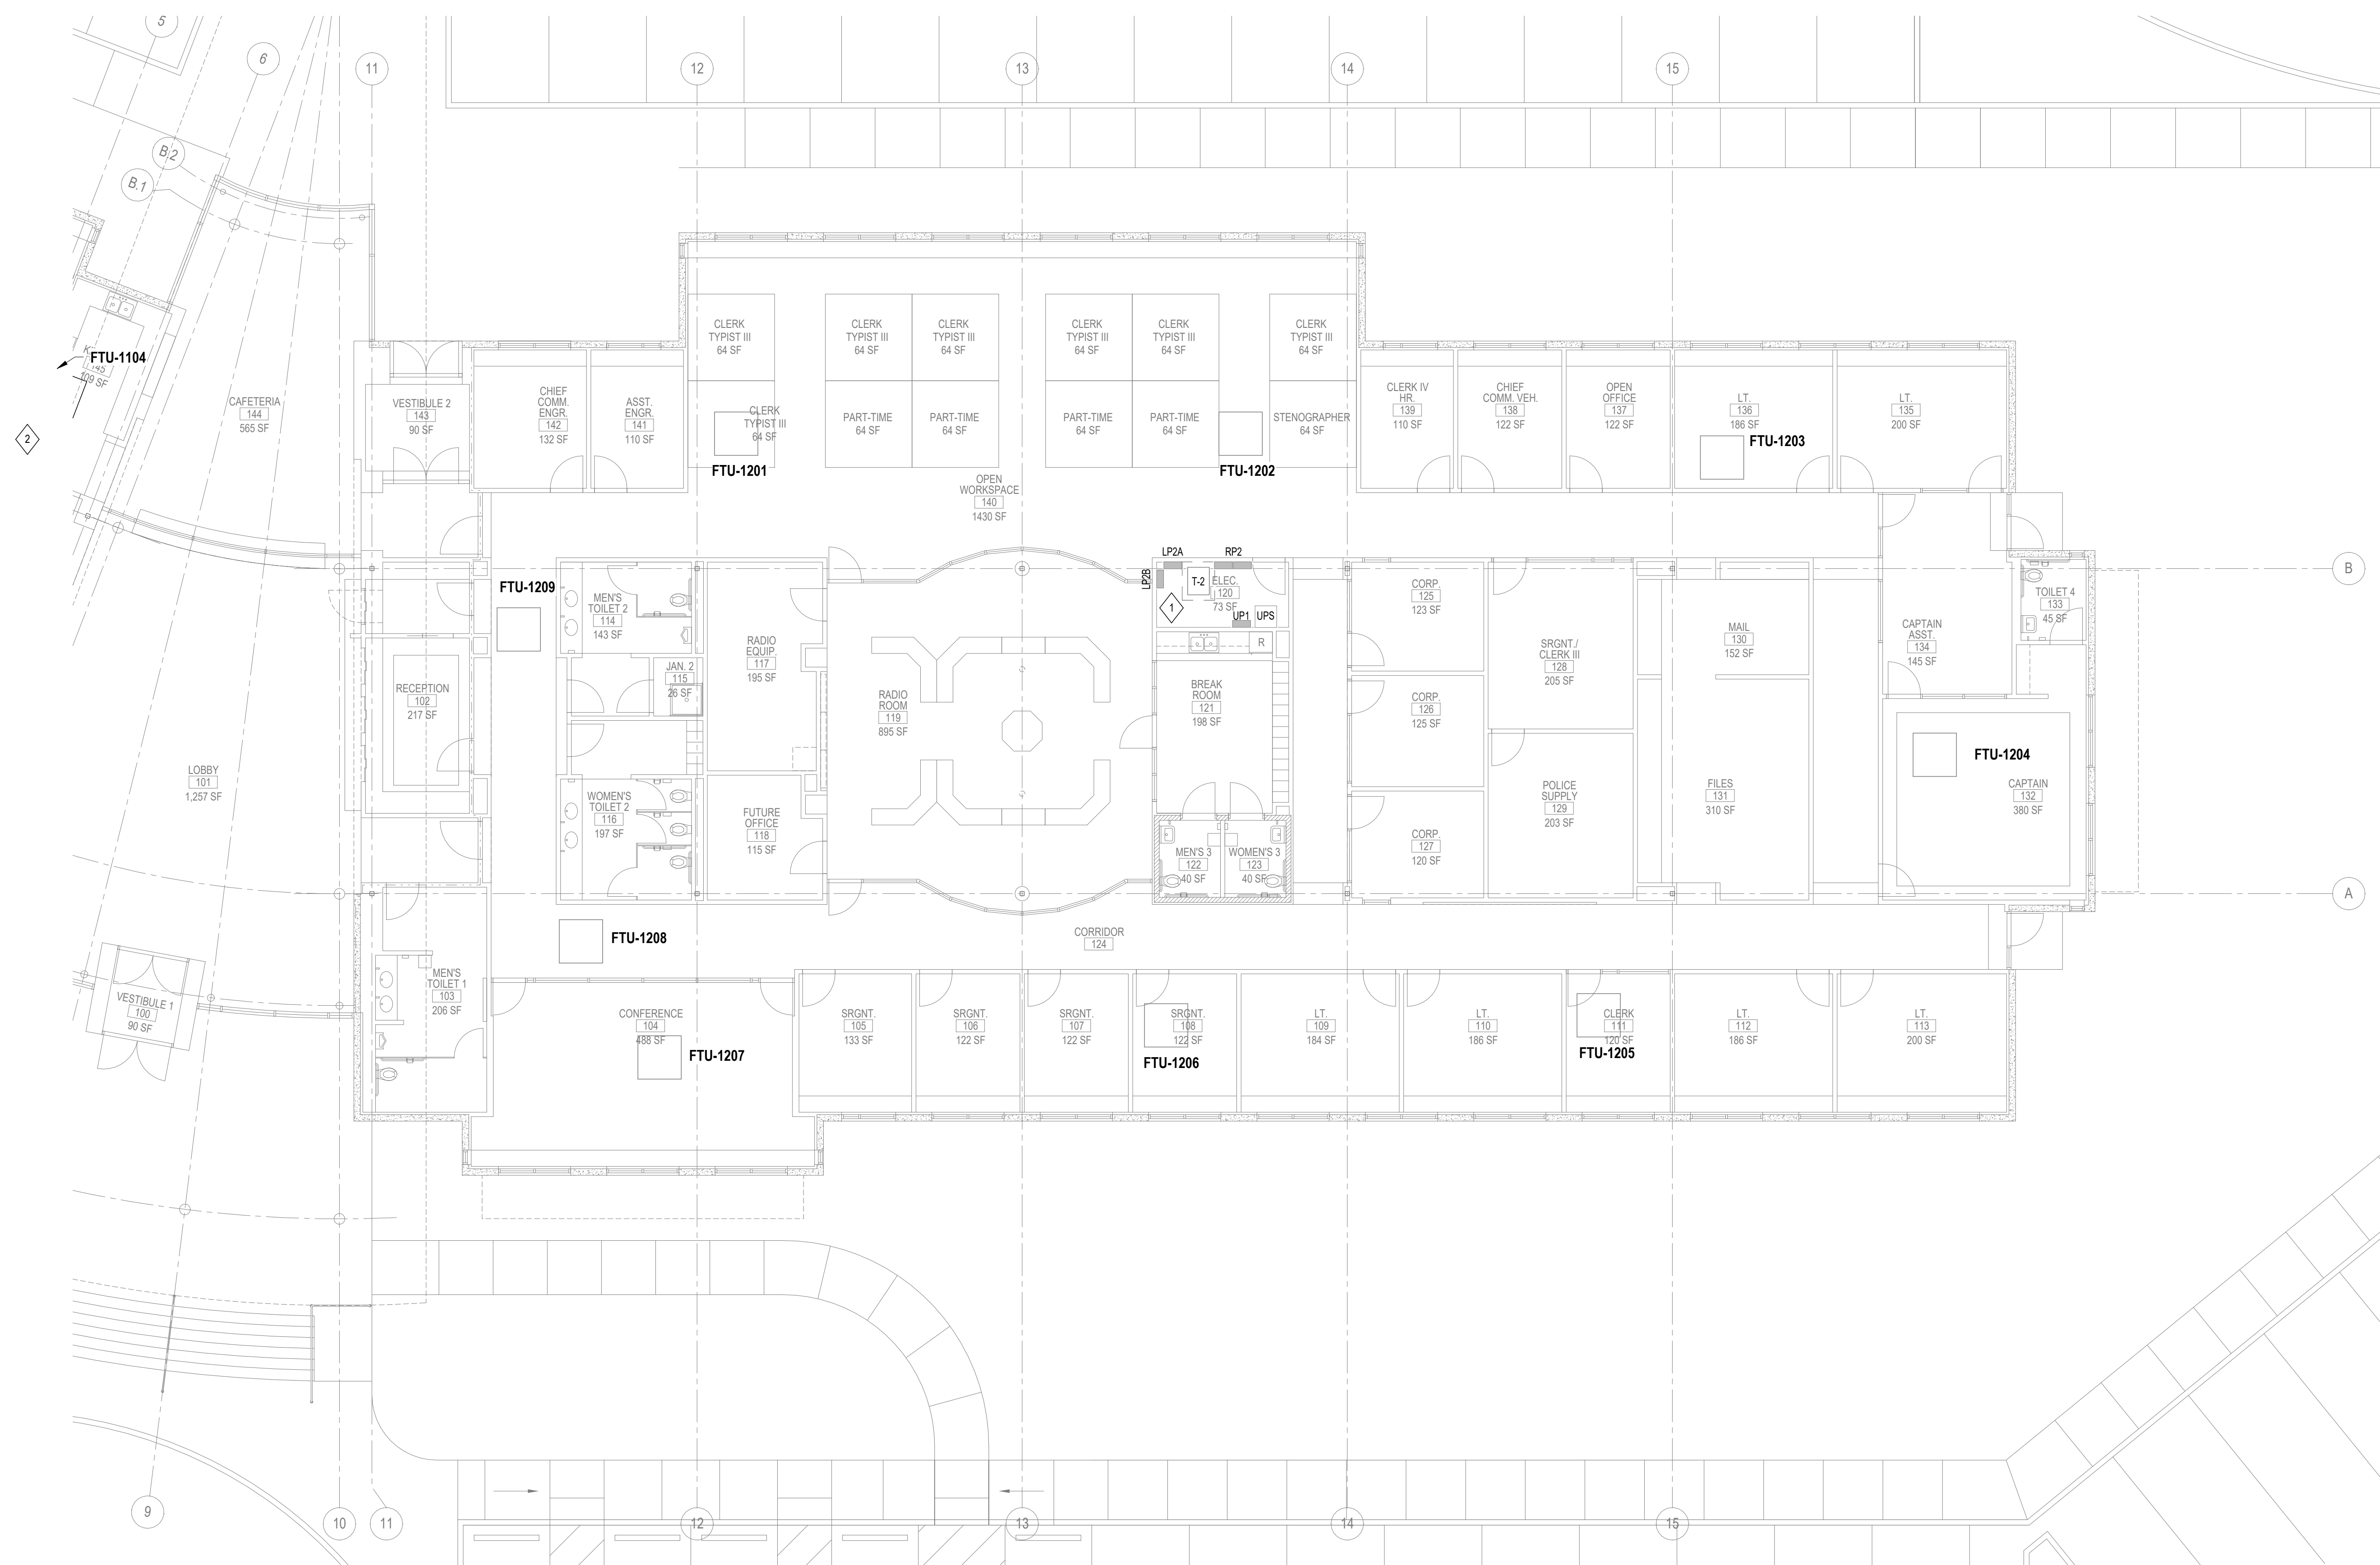 5
6
11
12
13
14
15
B.2
B.1
FTU-1104
145
109 SF
2
CAFETERIA
144
565 SF
VESTIBULE 2
143
90 SF
CHIEF
COMM.
ENGR.
142
132 SF
ASST.
ENGR.
141
110 SF
CLERK
TYPIST III
64 SF
CLERK
TYPIST III
64 SF
CLERK
TYPIST III
64 SF
CLERK
TYPIST III
64 SF
CLERK
TYPIST III
64 SF
CLERK
TYPIST III
64 SF
CLERK
TYPIST III
64 SF
FTU-1201
PART-TIME
64 SF
PART-TIME
64 SF
PART-TIME
64 SF
PART-TIME
64 SF
STENOGRAPHER
64 SF
FTU-1202
OPEN
WORKSPACE
140
1430 SF
CLERK IV
HR.
139
110 SF
CHIEF
COMM. VEH.
138
122 SF
OPEN
OFFICE
137
122 SF
LT.
136
186 SF
FTU-1203
LT.
135
200 SF
FTU-1209
MEN'S
TOILET 2
114
143 SF
RADIO
EQUIP.
117
195 SF
JAN. 2
115
26 SF
RECEPTION
102
217 SF
LOBBY
101
1,257 SF
WOMEN'S
TOILET 2
116
197 SF
FUTURE
OFFICE
118
115 SF
RADIO
ROOM
119
895 SF
LP2A
RP2
LP2B
T-2
ELEC.
120
73 SF
1
UP1
UPS
R
BREAK
ROOM
121
198 SF
MEN'S 3
122
40 SF
WOMEN'S 3
123
40 SF
CORP.
125
123 SF
CORP.
126
125 SF
CORP.
127
120 SF
SRGNT./
CLERK III
128
205 SF
POLICE
SUPPLY
129
203 SF
MAIL
130
152 SF
FILES
131
310 SF
CAPTAIN
ASST.
134
145 SF
TOILET 4
133
45 SF
FTU-1204
CAPTAIN
132
380 SF
B
A
FTU-1208
CORRIDOR
124
VESTIBULE 1
100
90 SF
MEN'S
TOILET 1
103
206 SF
CONFERENCE
104
488 SF
FTU-1207
SRGNT.
105
133 SF
SRGNT.
106
122 SF
SRGNT.
107
122 SF
SRGNT.
108
122 SF
FTU-1206
LT.
109
184 SF
LT.
110
186 SF
CLERK
111
120 SF
FTU-1205
LT.
112
186 SF
LT.
113
200 SF
9
10
11
12
13
14
15